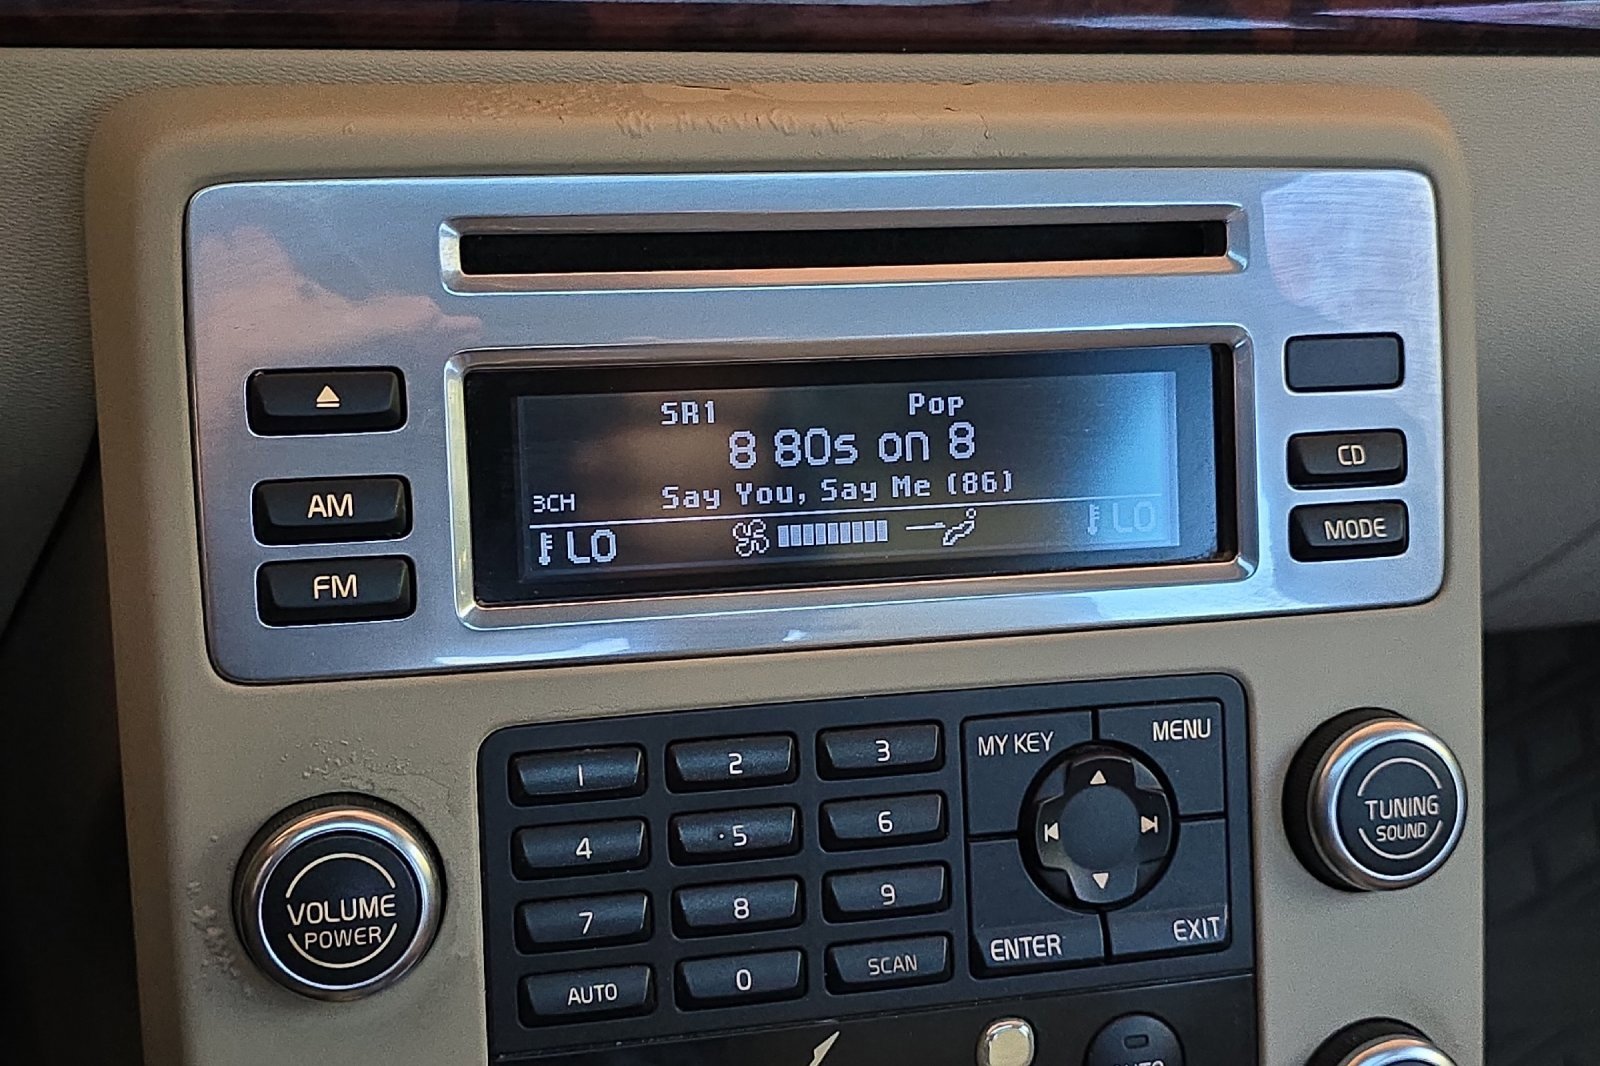 SR1 Pop
8 80s on 8
3CH Say You, Say Me (86)
LO LO
AM
FM
CD
MODE
1 2 3
4 5 6
7 8 9
AUTO 0 SCAN
MY KEY MENU
ENTER EXIT
VOLUME
POWER
TUNING
SOUND
AUTO